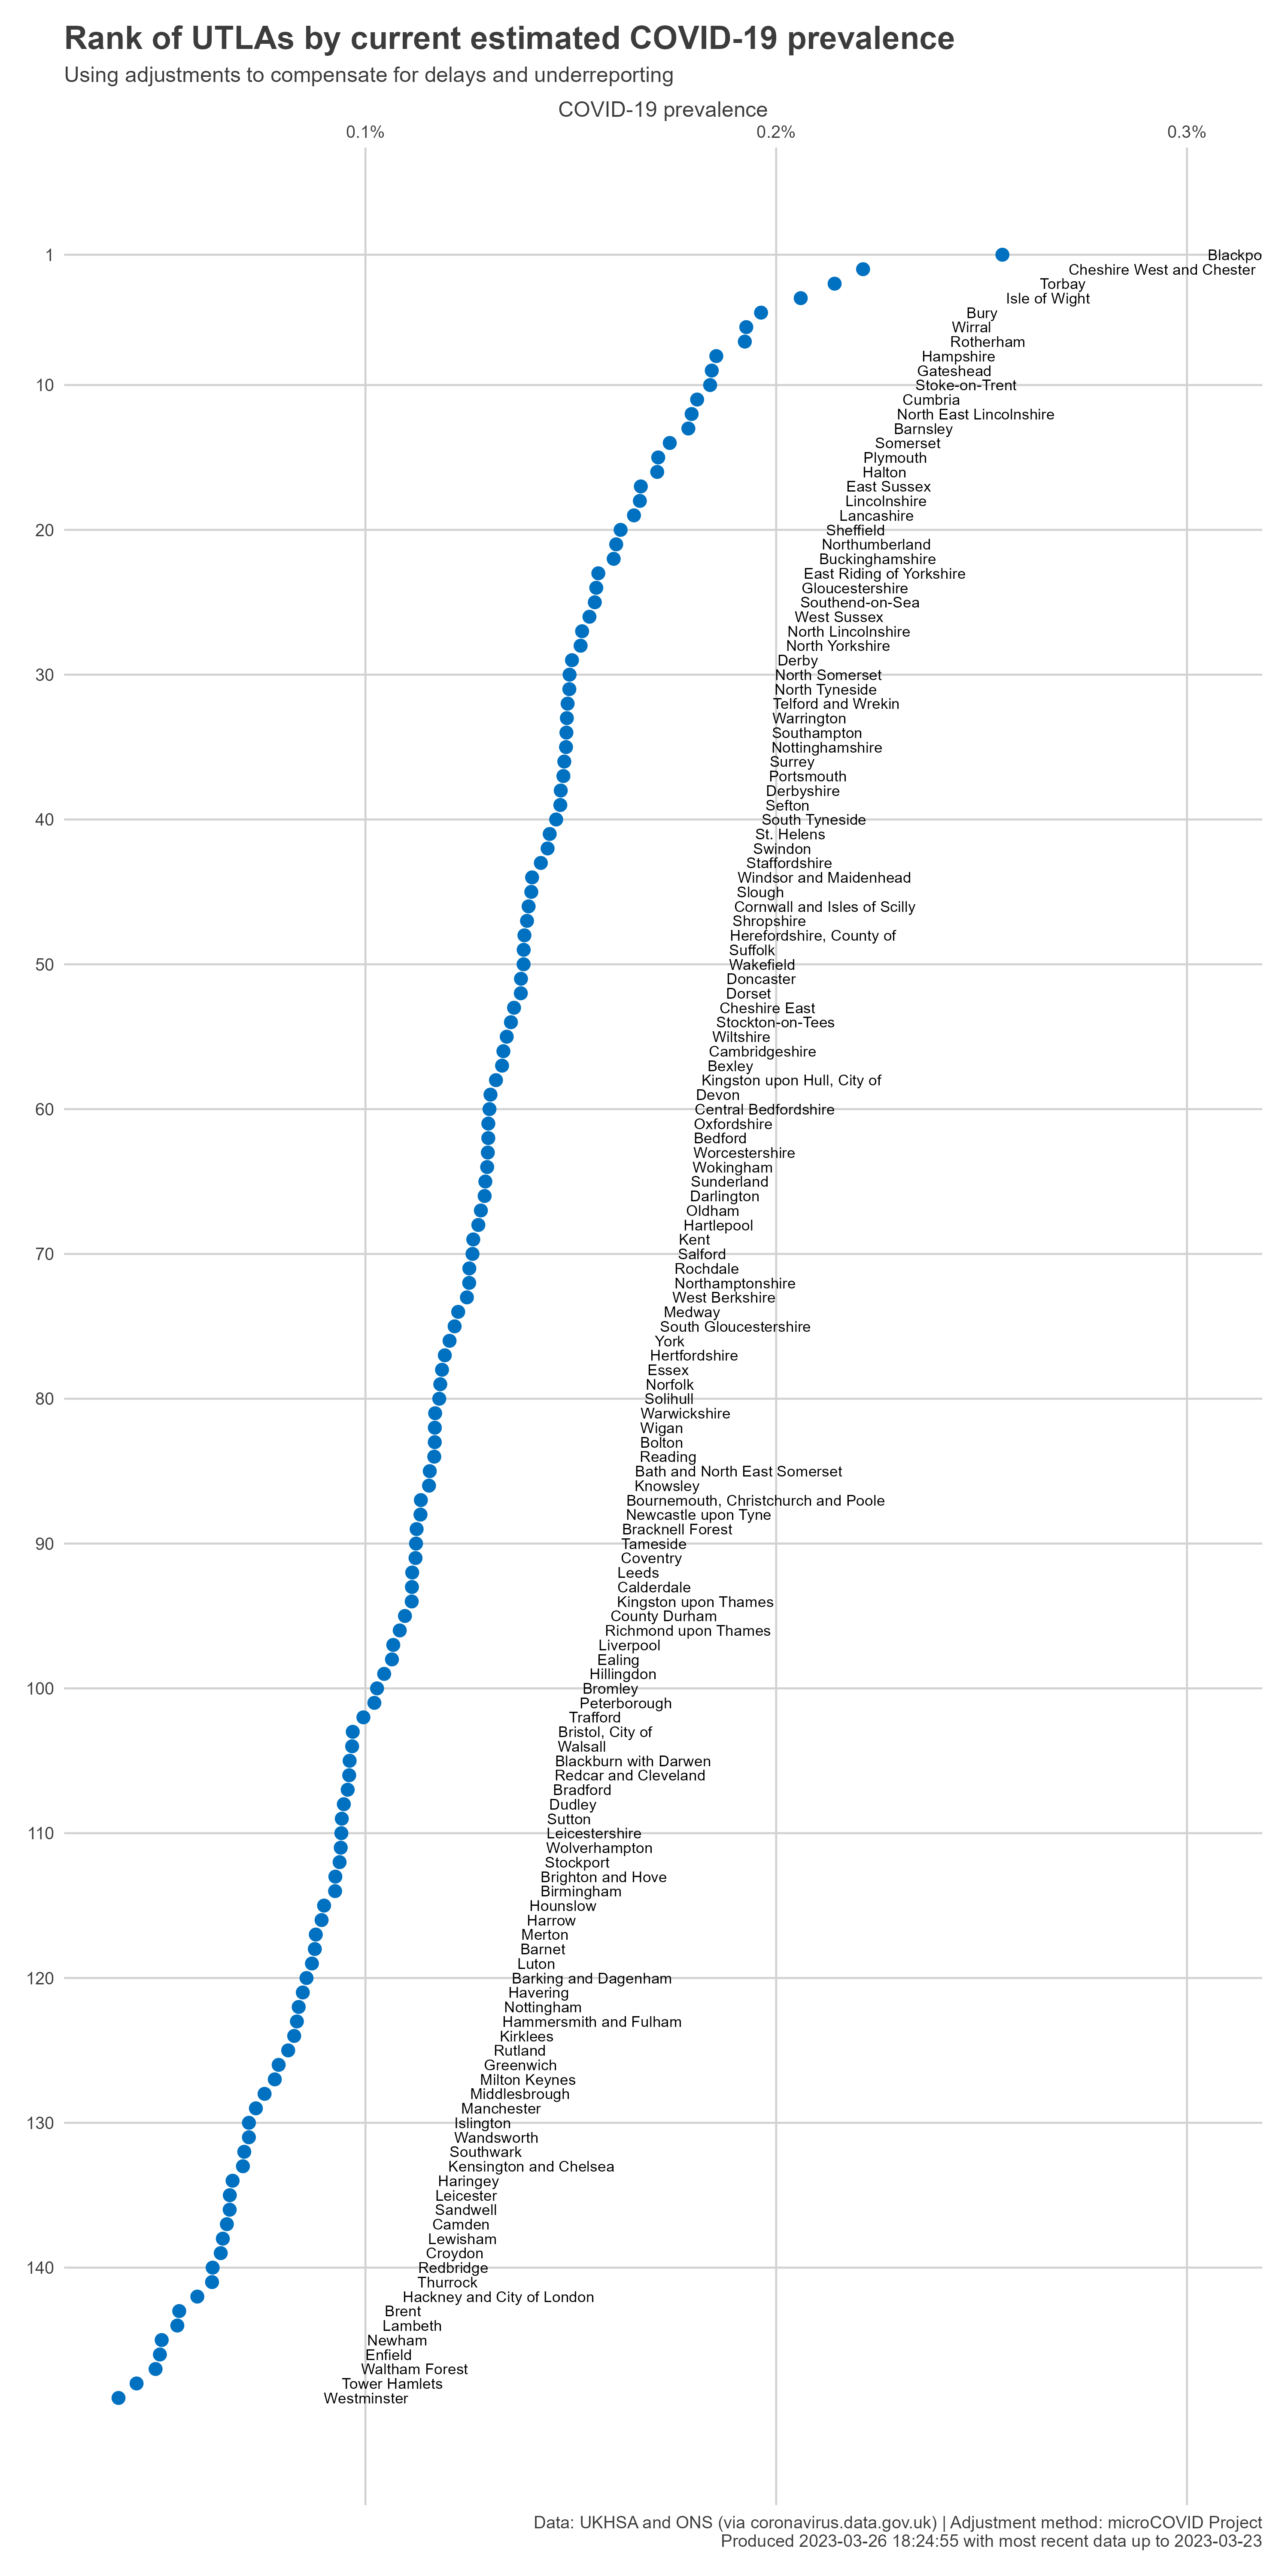 Rank of UTLAs by current estimated COVID-19 prevalence
Using adjustments to compensate for delays and underreporting
COVID-19 prevalence
0.1% 0.2% 0.3%
1 Blackpo
Cheshire West and Chester
Torbay
Isle of Wight
Bury
Wirral
Rotherham
Hampshire
Gateshead
10 Stoke-on-Trent
Cumbria
North East Lincolnshire
Barnsley
Somerset
Plymouth
Halton
East Sussex
Lincolnshire
Lancashire
20 Sheffield
Northumberland
Buckinghamshire
East Riding of Yorkshire
Gloucestershire
Southend-on-Sea
West Sussex
North Lincolnshire
North Yorkshire
Derby
30 North Somerset
North Tyneside
Telford and Wrekin
Warrington
Southampton
Nottinghamshire
Surrey
Portsmouth
Derbyshire
Sefton
40 South Tyneside
St. Helens
Swindon
Staffordshire
Windsor and Maidenhead
Slough
Cornwall and Isles of Scilly
Shropshire
Herefordshire, County of
Suffolk
50 Wakefield
Doncaster
Dorset
Cheshire East
Stockton-on-Tees
Wiltshire
Cambridgeshire
Bexley
Kingston upon Hull, City of
Devon
60 Central Bedfordshire
Oxfordshire
Bedford
Worcestershire
Wokingham
Sunderland
Darlington
Oldham
Hartlepool
Kent
70 Salford
Rochdale
Northamptonshire
West Berkshire
Medway
South Gloucestershire
York
Hertfordshire
Essex
Norfolk
80 Solihull
Warwickshire
Wigan
Bolton
Reading
Bath and North East Somerset
Knowsley
Bournemouth, Christchurch and Poole
Newcastle upon Tyne
Bracknell Forest
90 Tameside
Coventry
Leeds
Calderdale
Kingston upon Thames
County Durham
Richmond upon Thames
Liverpool
Ealing
Hillingdon
100 Bromley
Peterborough
Trafford
Bristol, City of
Walsall
Blackburn with Darwen
Redcar and Cleveland
Bradford
Dudley
Sutton
110 Leicestershire
Wolverhampton
Stockport
Brighton and Hove
Birmingham
Hounslow
Harrow
Merton
Barnet
Luton
120 Barking and Dagenham
Havering
Nottingham
Hammersmith and Fulham
Kirklees
Rutland
Greenwich
Milton Keynes
Middlesbrough
Manchester
130 Islington
Wandsworth
Southwark
Kensington and Chelsea
Haringey
Leicester
Sandwell
Camden
Lewisham
Croydon
140 Redbridge
Thurrock
Hackney and City of London
Brent
Lambeth
Newham
Enfield
Waltham Forest
Tower Hamlets
Westminster
Data: UKHSA and ONS (via coronavirus.data.gov.uk) | Adjustment method: microCOVID Project
Produced 2023-03-26 18:24:55 with most recent data up to 2023-03-23